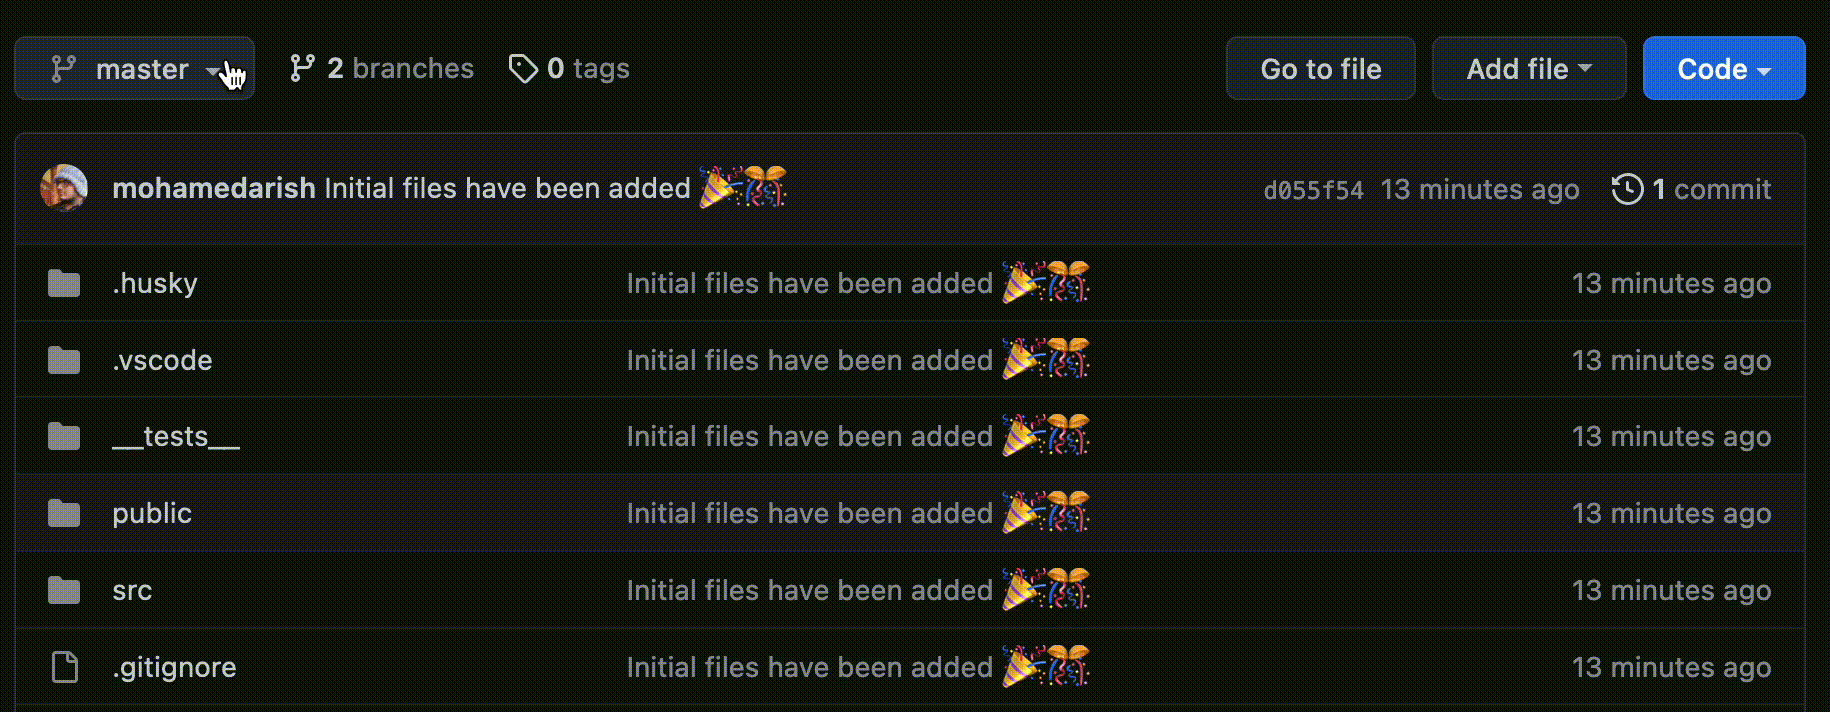 master 2 branches 0 tags Go to file Add file Code
mohamedarish Initial files have been added 🎉🎊 d055f54 13 minutes ago 1 commit
.husky Initial files have been added 🎉🎊 13 minutes ago
.vscode Initial files have been added 🎉🎊 13 minutes ago
__tests__ Initial files have been added 🎉🎊 13 minutes ago
public Initial files have been added 🎉🎊 13 minutes ago
src Initial files have been added 🎉🎊 13 minutes ago
.gitignore Initial files have been added 🎉🎊 13 minutes ago